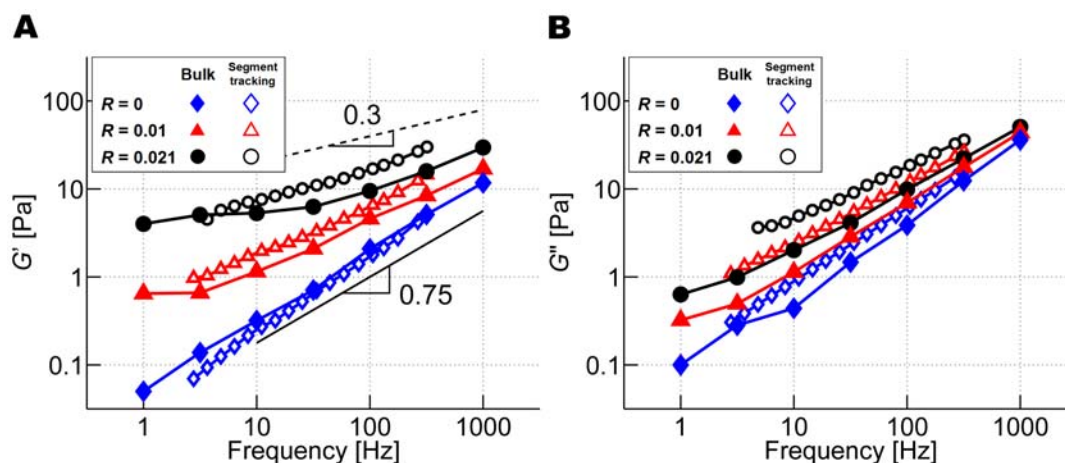 A
B
Bulk Segment tracking
R = 0
R = 0.01
R = 0.021
0.3
0.75
100
10
1
0.1
G' [Pa]
1 10 100 1000
Frequency [Hz]
Bulk Segment tracking
R = 0
R = 0.01
R = 0.021
100
10
1
0.1
G" [Pa]
1 10 100 1000
Frequency [Hz]